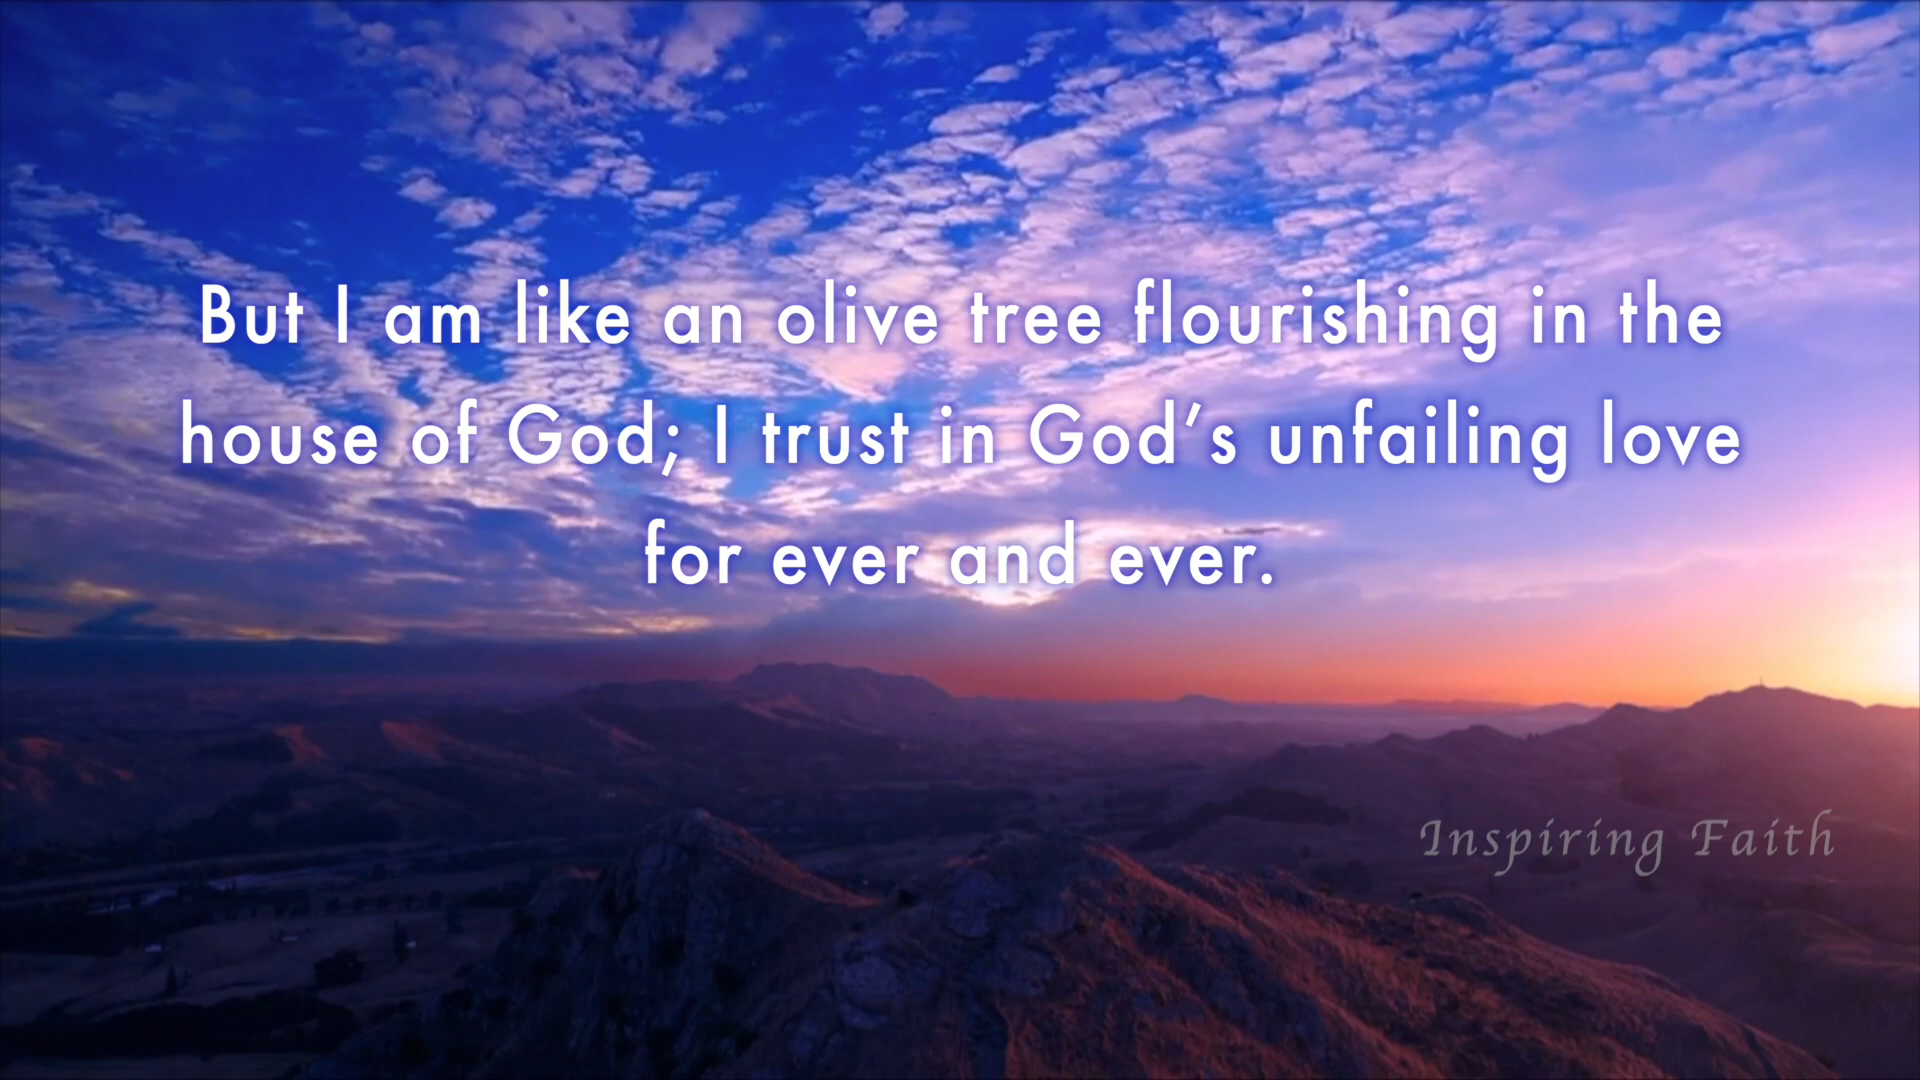 But I am like an olive tree flourishing in the
house of God; I trust in God’s unfailing love
for ever and ever.
Inspiring Faith